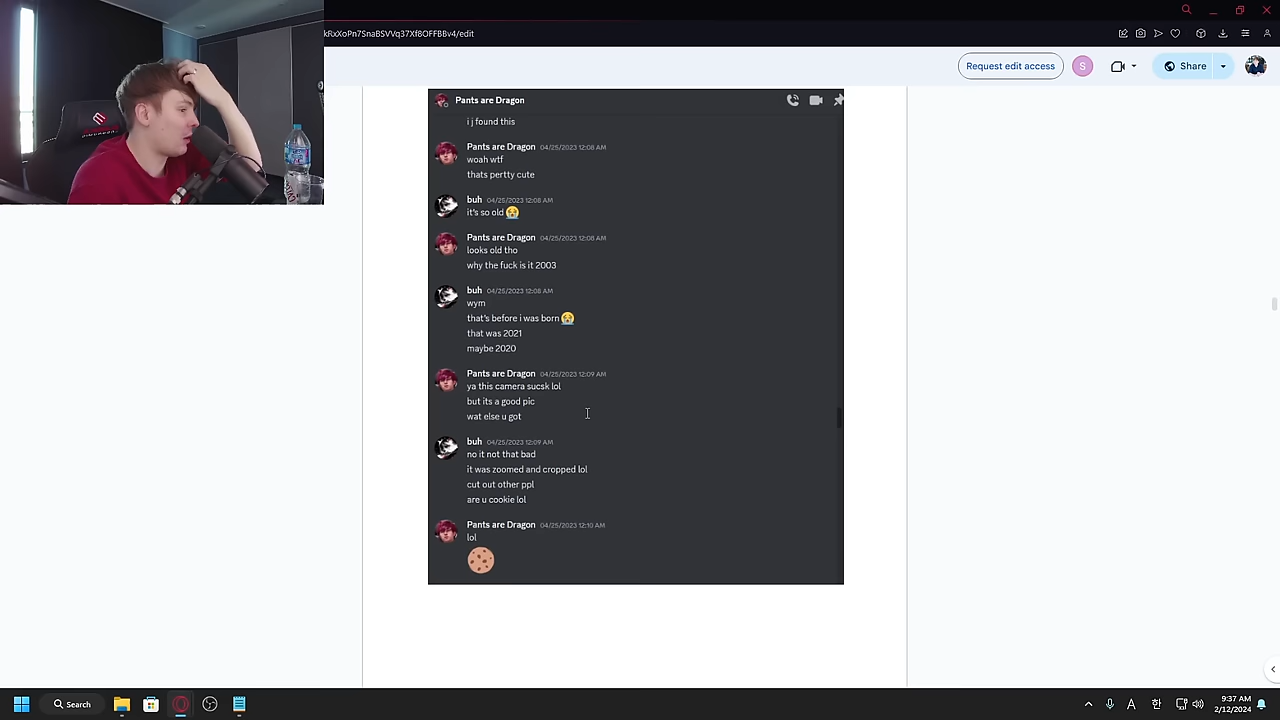 kRxXoPn7SnaBSVVq37Xf8OFFBBv4/edit
Request edit access
S
Share
Pants are Dragon
i j found this
Pants are Dragon 04/25/2023 12:08 AM
woah wtf
thats pertty cute
buh 04/25/2023 12:08 AM
it's so old 😭
Pants are Dragon 04/25/2023 12:08 AM
looks old tho
why the fuck is it 2003
buh 04/25/2023 12:08 AM
wym
that's before i was born 😭
that was 2021
maybe 2020
Pants are Dragon 04/25/2023 12:09 AM
ya this camera sucsk lol
but its a good pic
wat else u got
buh 04/25/2023 12:09 AM
no it not that bad
it was zoomed and cropped lol
cut out other ppl
are u cookie lol
Pants are Dragon 04/25/2023 12:10 AM
lol
🍪
Search
A
9:37 AM
2/12/2024